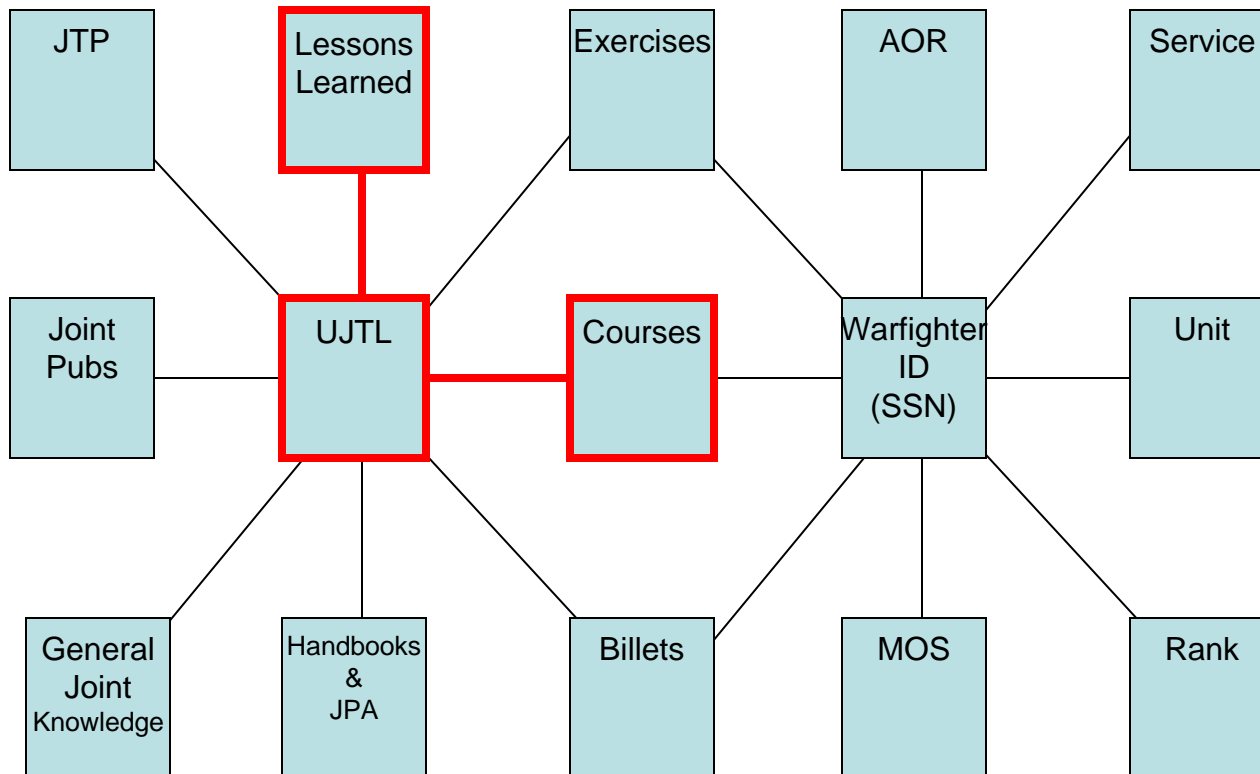 JTP
Lessons
Learned
Exercises
AOR
Service
Joint
Pubs
UJTL
Courses
Warfighter
ID
(SSN)
Unit
General
Joint
Knowledge
Handbooks
&
JPA
Billets
MOS
Rank